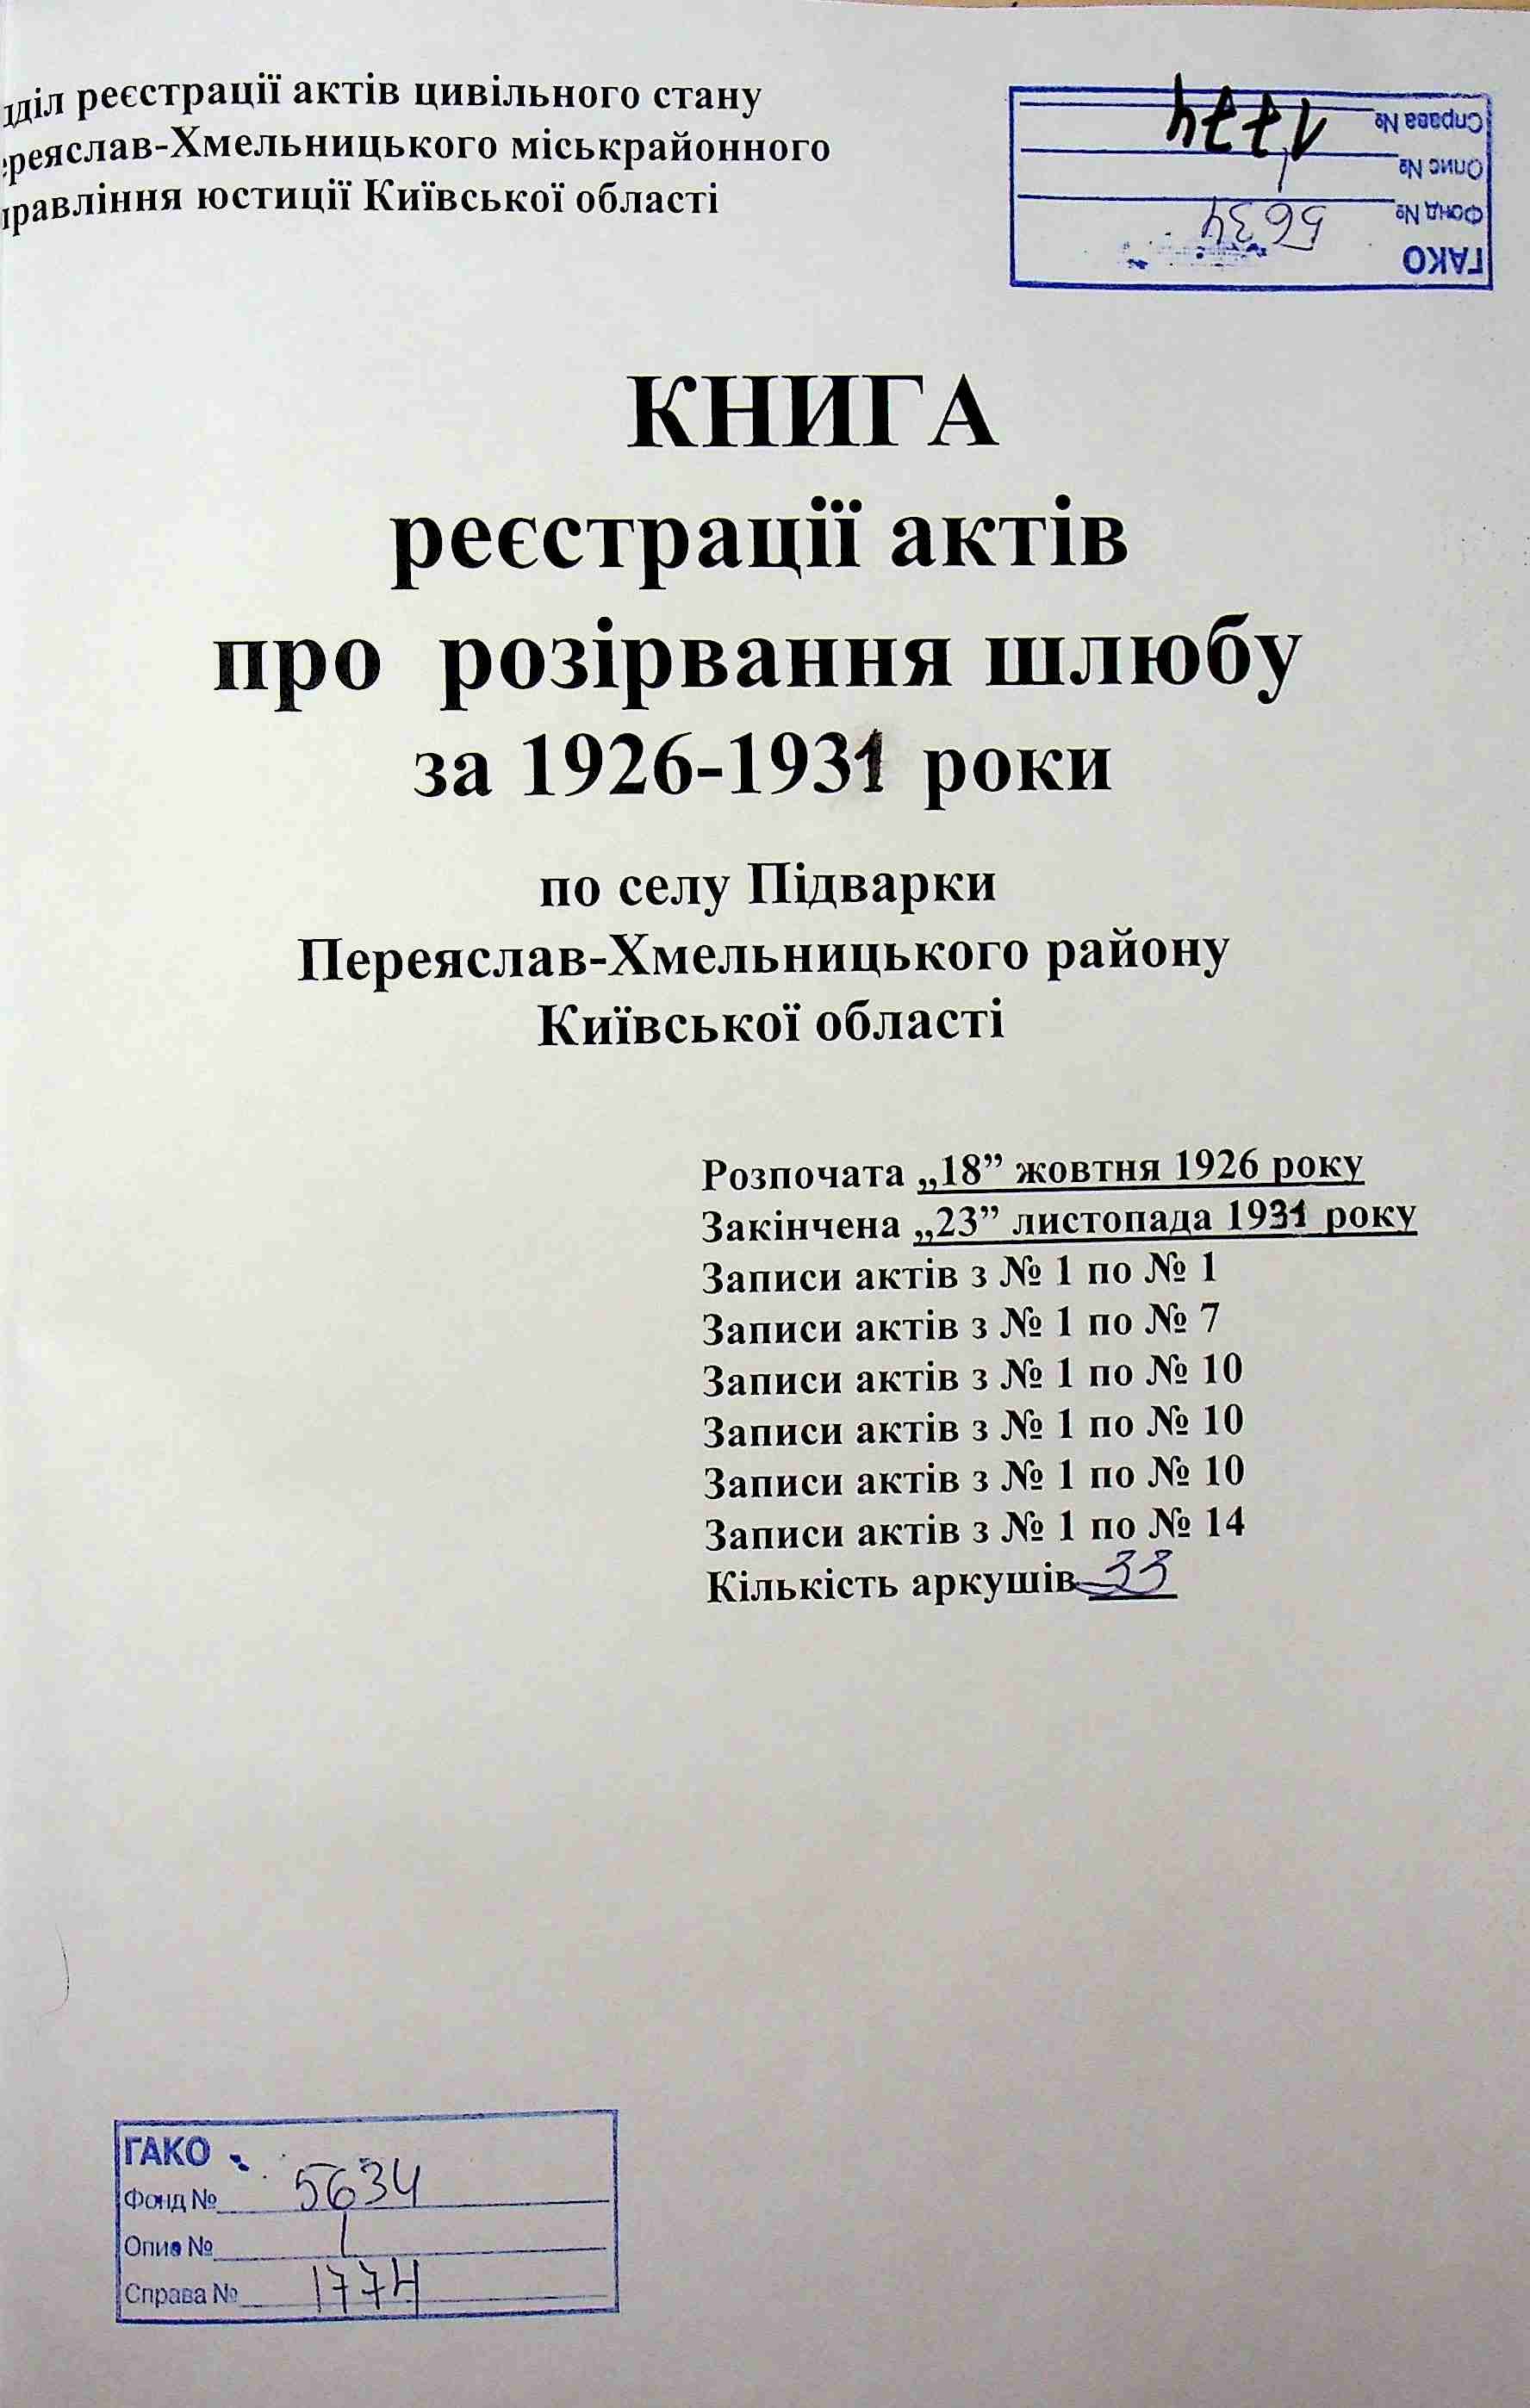 ідділ реєстрації актів цивільного стану
ереяслав-Хмельницького міськрайонного
правління юстиції Київської області
ГАКО
Фонд № 5634
Опис № 1
Справа № 1774
КНИГА
реєстрації актів
про розірвання шлюбу
за 1926-1931 роки
по селу Підварки
Переяслав-Хмельницького району
Київської області
Розпочата „18” жовтня 1926 року
Закінчена „23” листопада 1931 року
Записи актів з № 1 по № 1
Записи актів з № 1 по № 7
Записи актів з № 1 по № 10
Записи актів з № 1 по № 10
Записи актів з № 1 по № 10
Записи актів з № 1 по № 14
Кількість аркушів 33
ГАКО
Фонд № 5634
Опис № 1
Справа № 1774